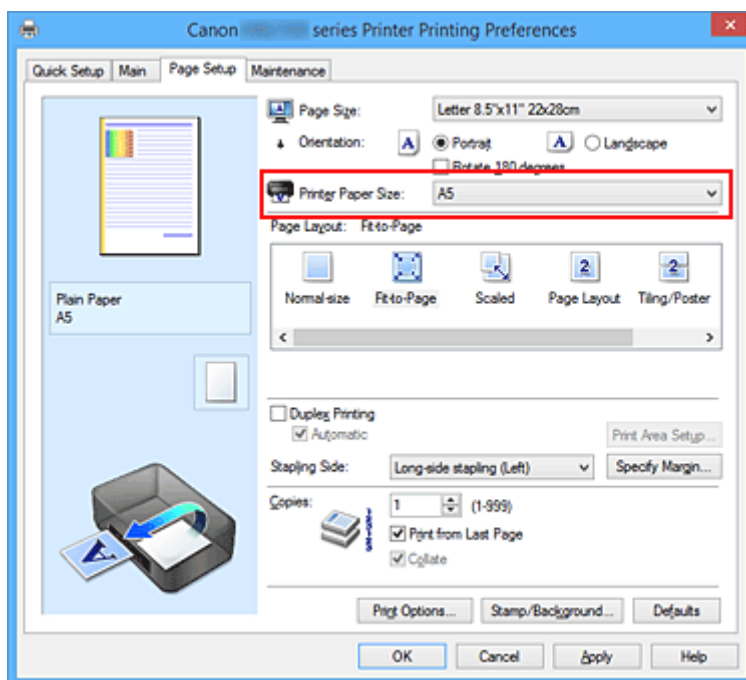 Canon series Printer Printing Preferences
Quick Setup Main Page Setup Maintenance
Page Size: Letter 8.5"x11" 22x28cm
Orientation: A Portrait A Landscape
Rotate 180 degrees
Printer Paper Size: A5
Page Layout: Fit-to-Page
2 2
Normal-size Fit-to-Page Scaled Page Layout Tiling/Poster
Plain Paper
A5
Duplex Printing
Automatic
Print Area Setup...
Stapling Side: Long-side stapling (Left) Specify Margin...
Copies: 1 (1-999)
Print from Last Page
Collate
A
Print Options... Stamp/Background... Defaults
OK Cancel Apply Help